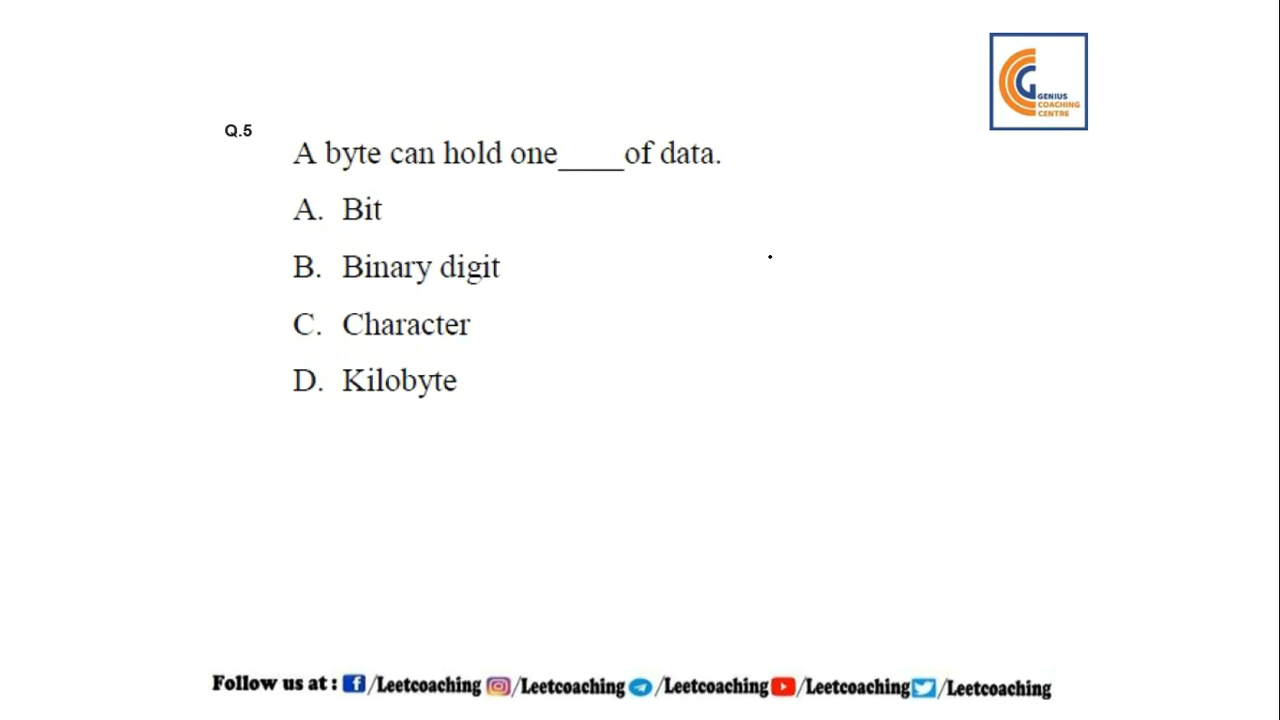 GENIUS
COACHING
CENTRE
Q.5
A byte can hold one____of data.
A. Bit
B. Binary digit
C. Character
D. Kilobyte
Follow us at : /Leetcoaching /Leetcoaching /Leetcoaching /Leetcoaching /Leetcoaching